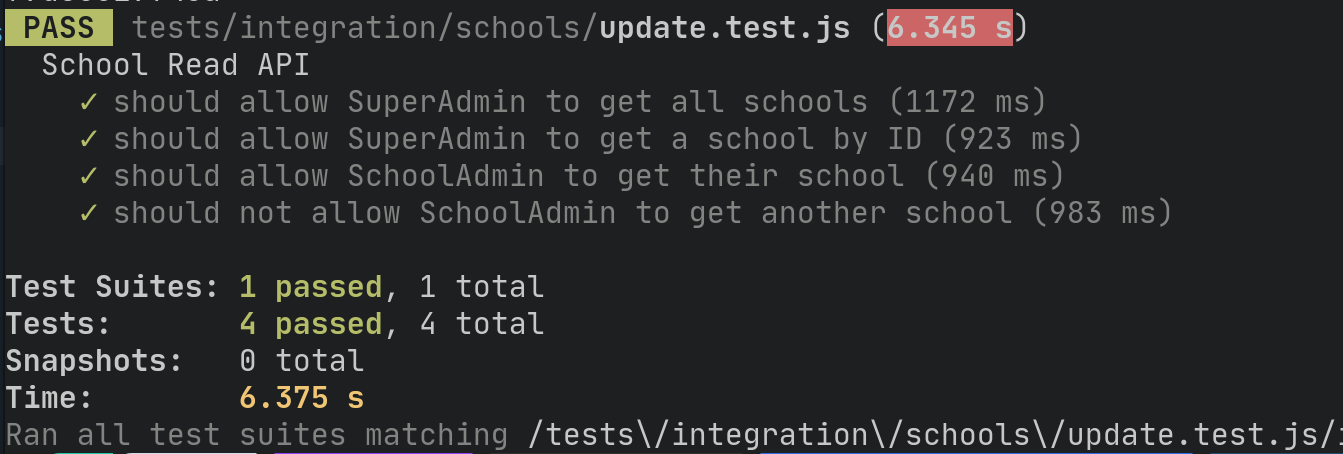 PASS tests/integration/schools/update.test.js (6.345 s)
School Read API
✓ should allow SuperAdmin to get all schools (1172 ms)
✓ should allow SuperAdmin to get a school by ID (923 ms)
✓ should allow SchoolAdmin to get their school (940 ms)
✓ should not allow SchoolAdmin to get another school (983 ms)
Test Suites: 1 passed, 1 total
Tests: 4 passed, 4 total
Snapshots: 0 total
Time: 6.375 s
Ran all test suites matching /tests\/integration\/schools\/update.test.js/i